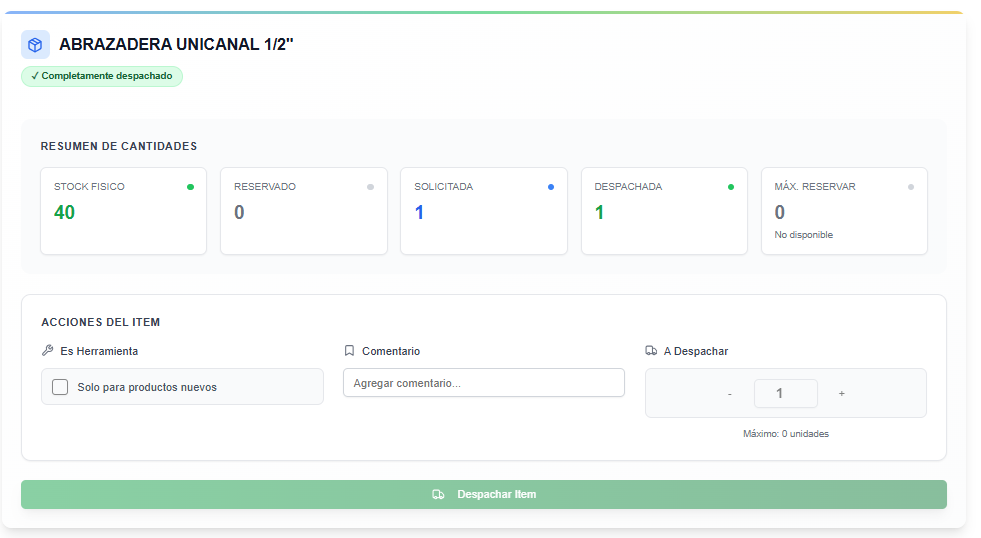 ABRAZADERA UNICANAL 1/2"
✓ Completamente despachado
RESUMEN DE CANTIDADES
STOCK FISICO
40
RESERVADO
0
SOLICITADA
1
DESPACHADA
1
MÁX. RESERVAR
0
No disponible
ACCIONES DEL ITEM
Es Herramienta
Solo para productos nuevos
Comentario
Agregar comentario...
A Despachar
- 1 +
Máximo: 0 unidades
Despachar Item